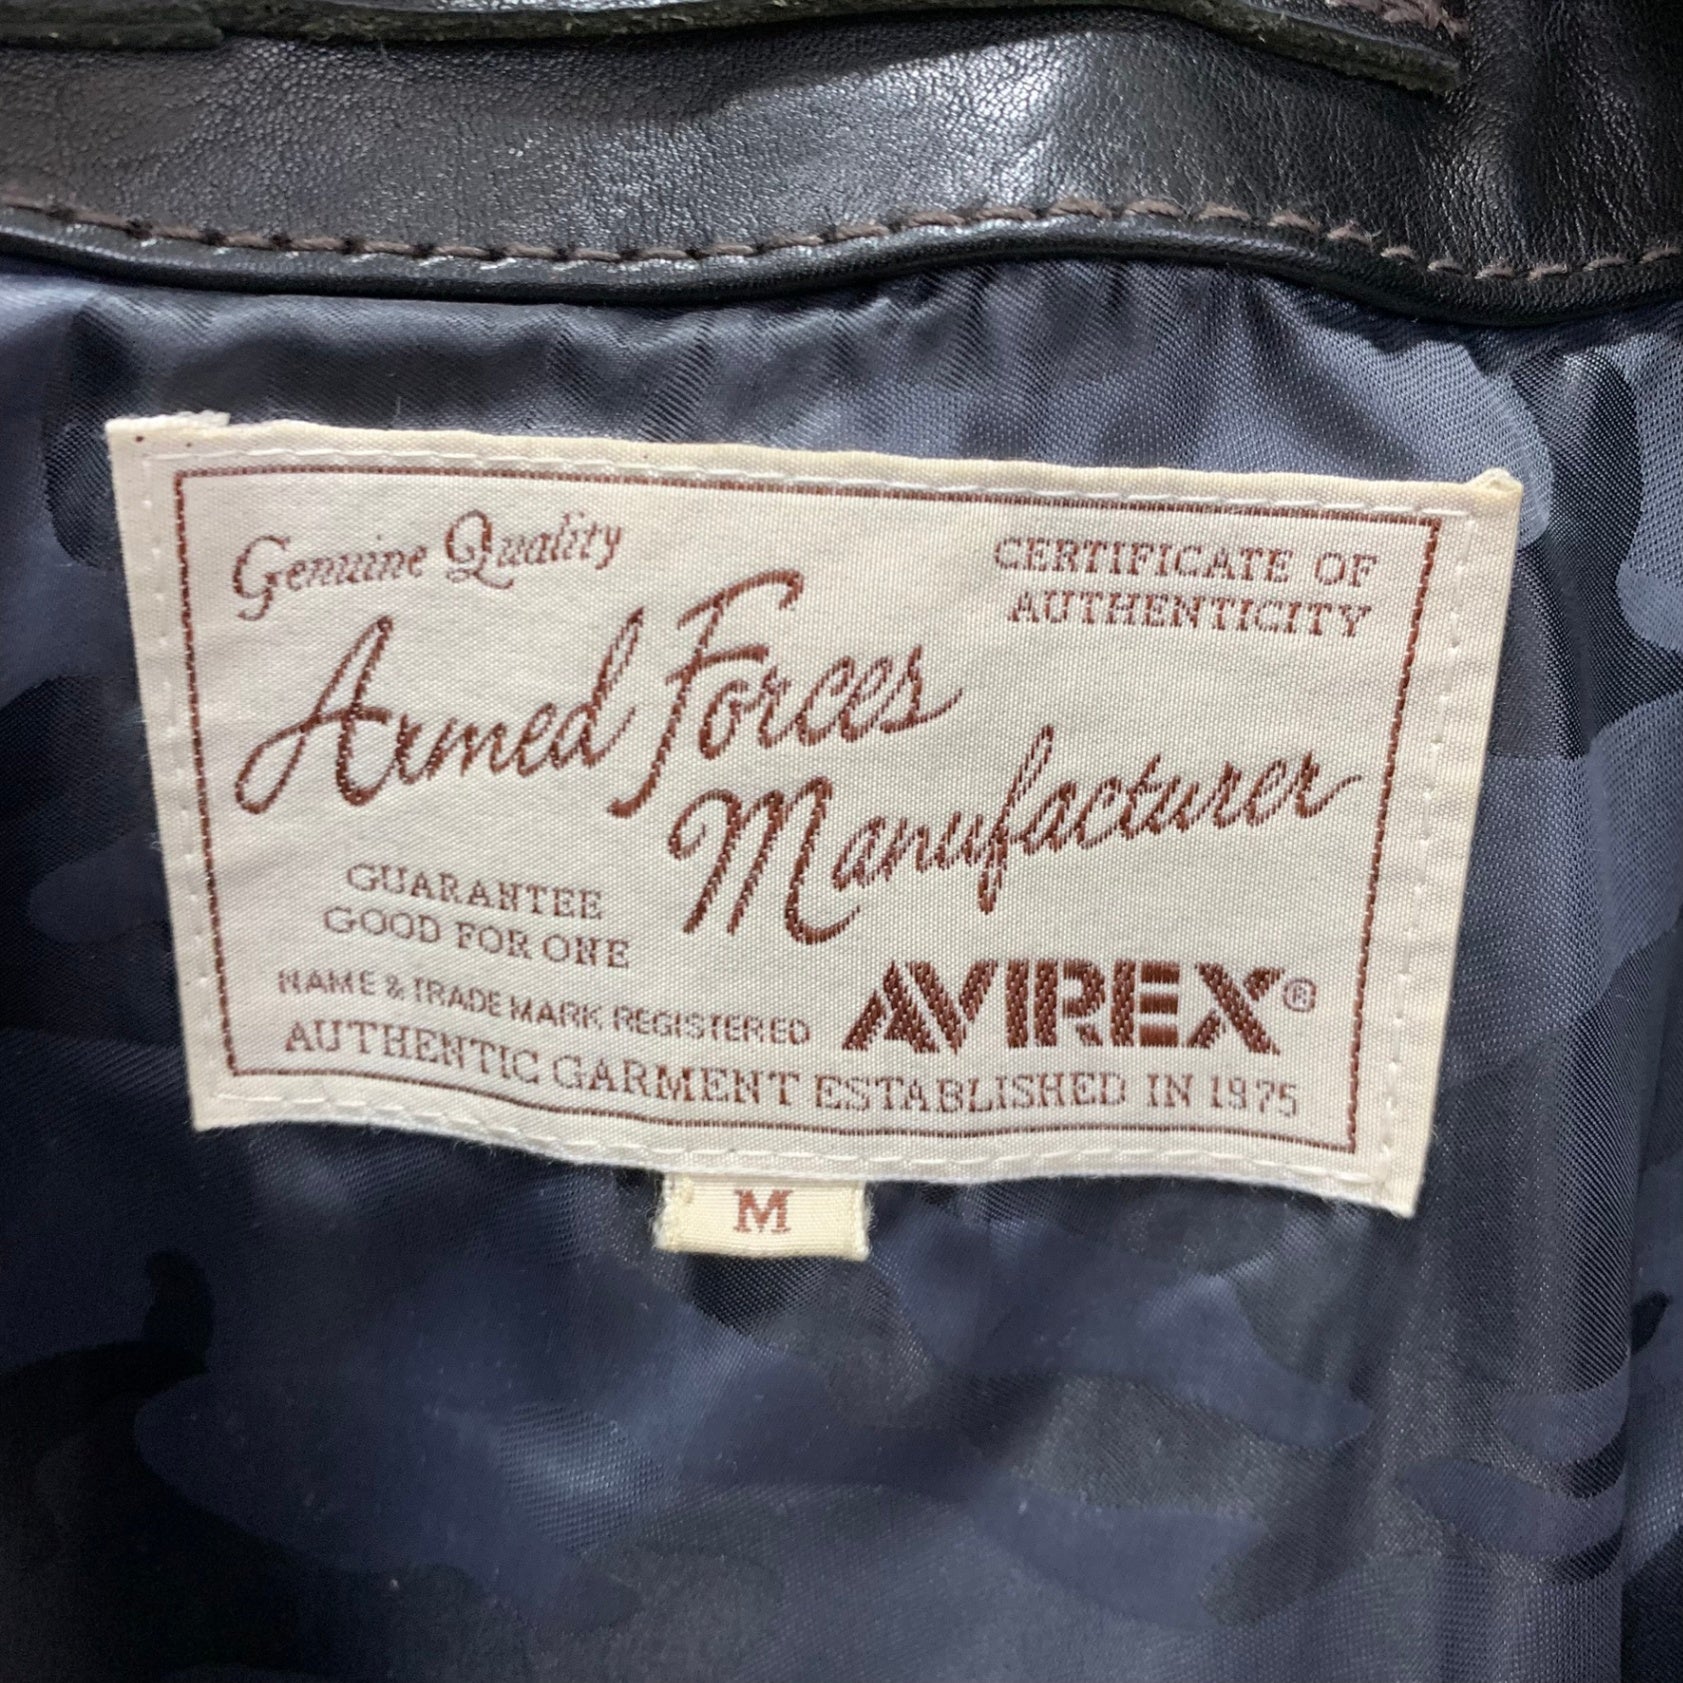 Genuine Quality
CERTIFICATE OF
AUTHENTICITY
Armed Forces
Manufacturer
GUARANTEE
GOOD FOR ONE
NAME & TRADE MARK REGISTERED
AVIREX®
AUTHENTIC GARMENT ESTABLISHED IN 1975
M